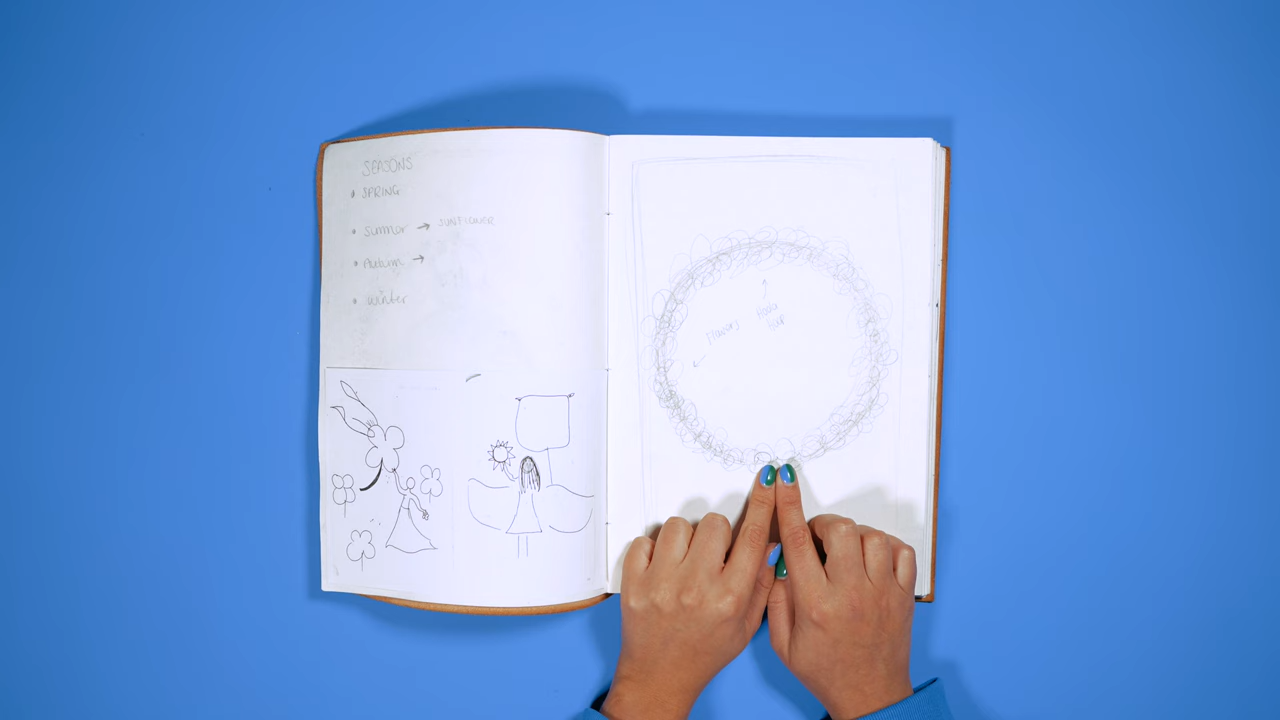 SEASONS
• SPRING
• summer → SUNFLOWER
• Autumn →
• winter
Flowers